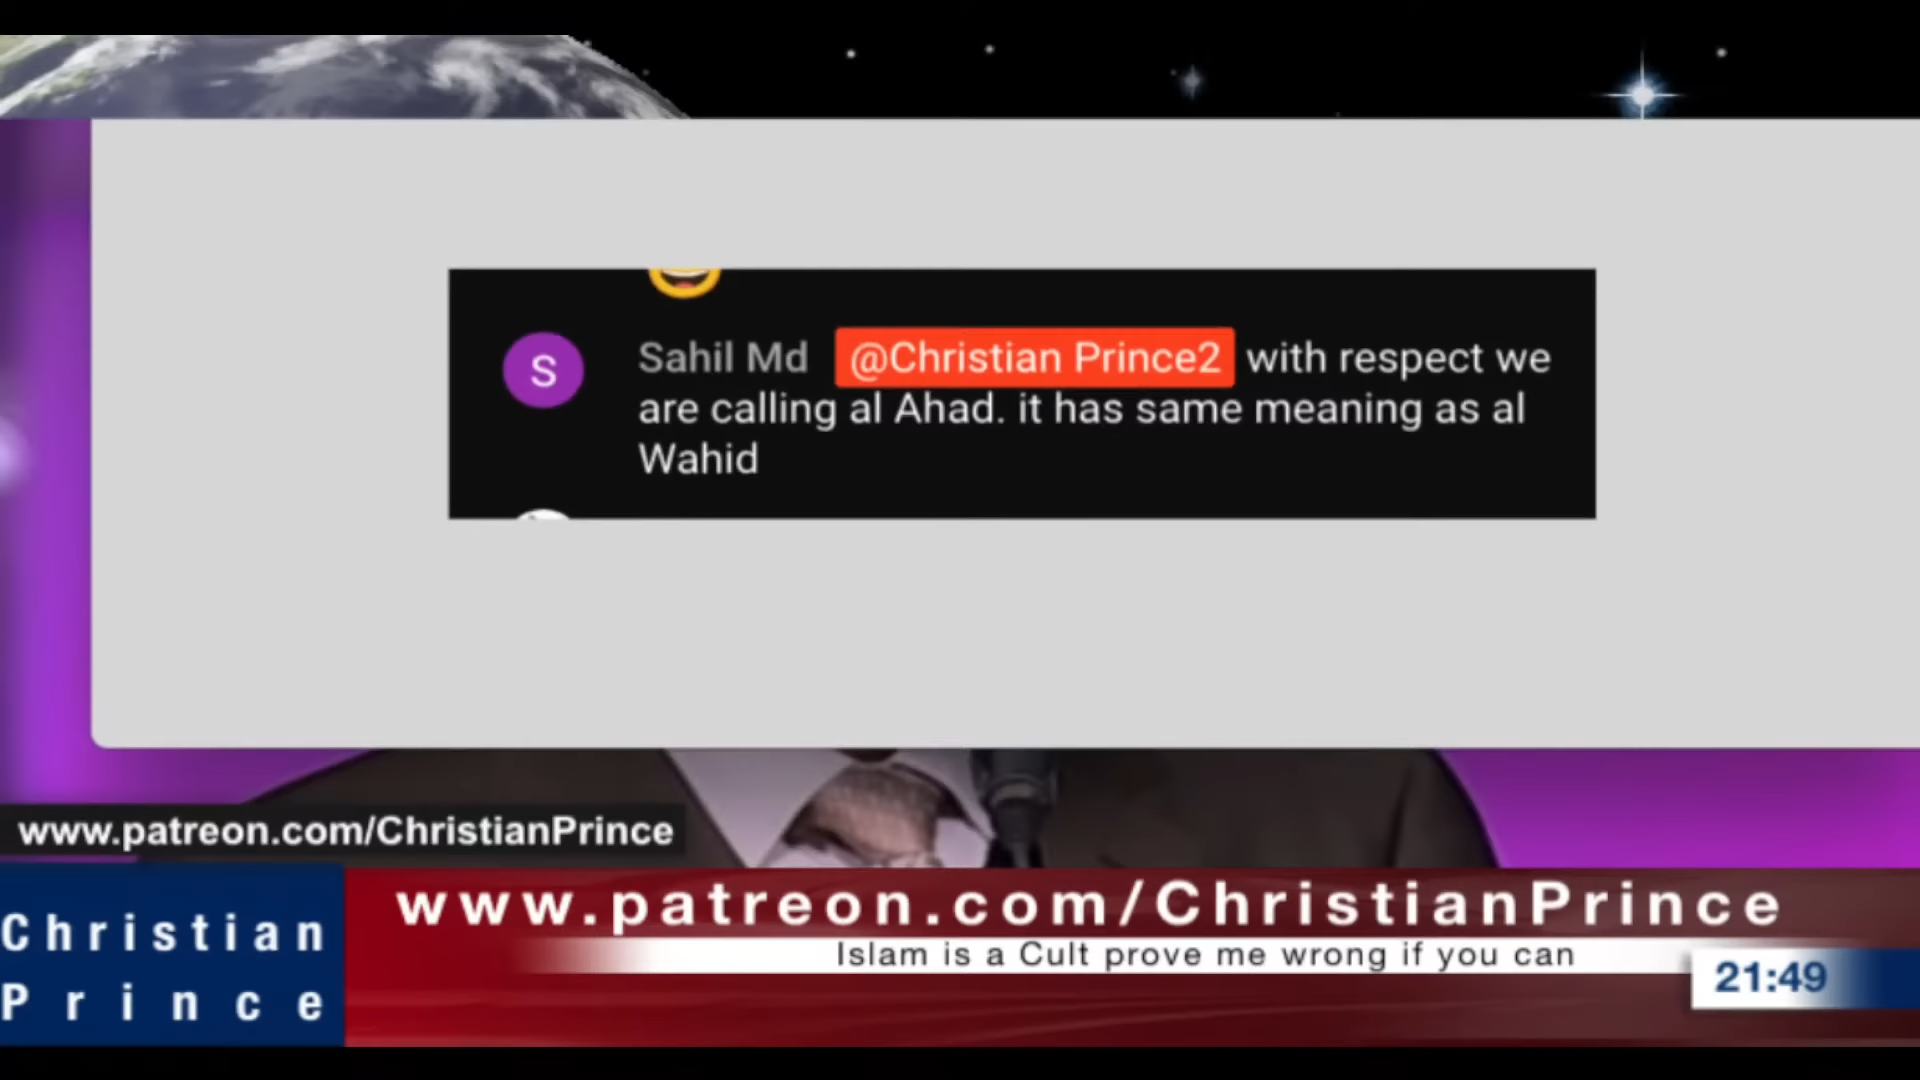 S
Sahil Md @Christian Prince2 with respect we
are calling al Ahad. it has same meaning as al
Wahid
www.patreon.com/ChristianPrince
Christian
Prince
www.patreon.com/ChristianPrince
Islam is a Cult prove me wrong if you can
21:49